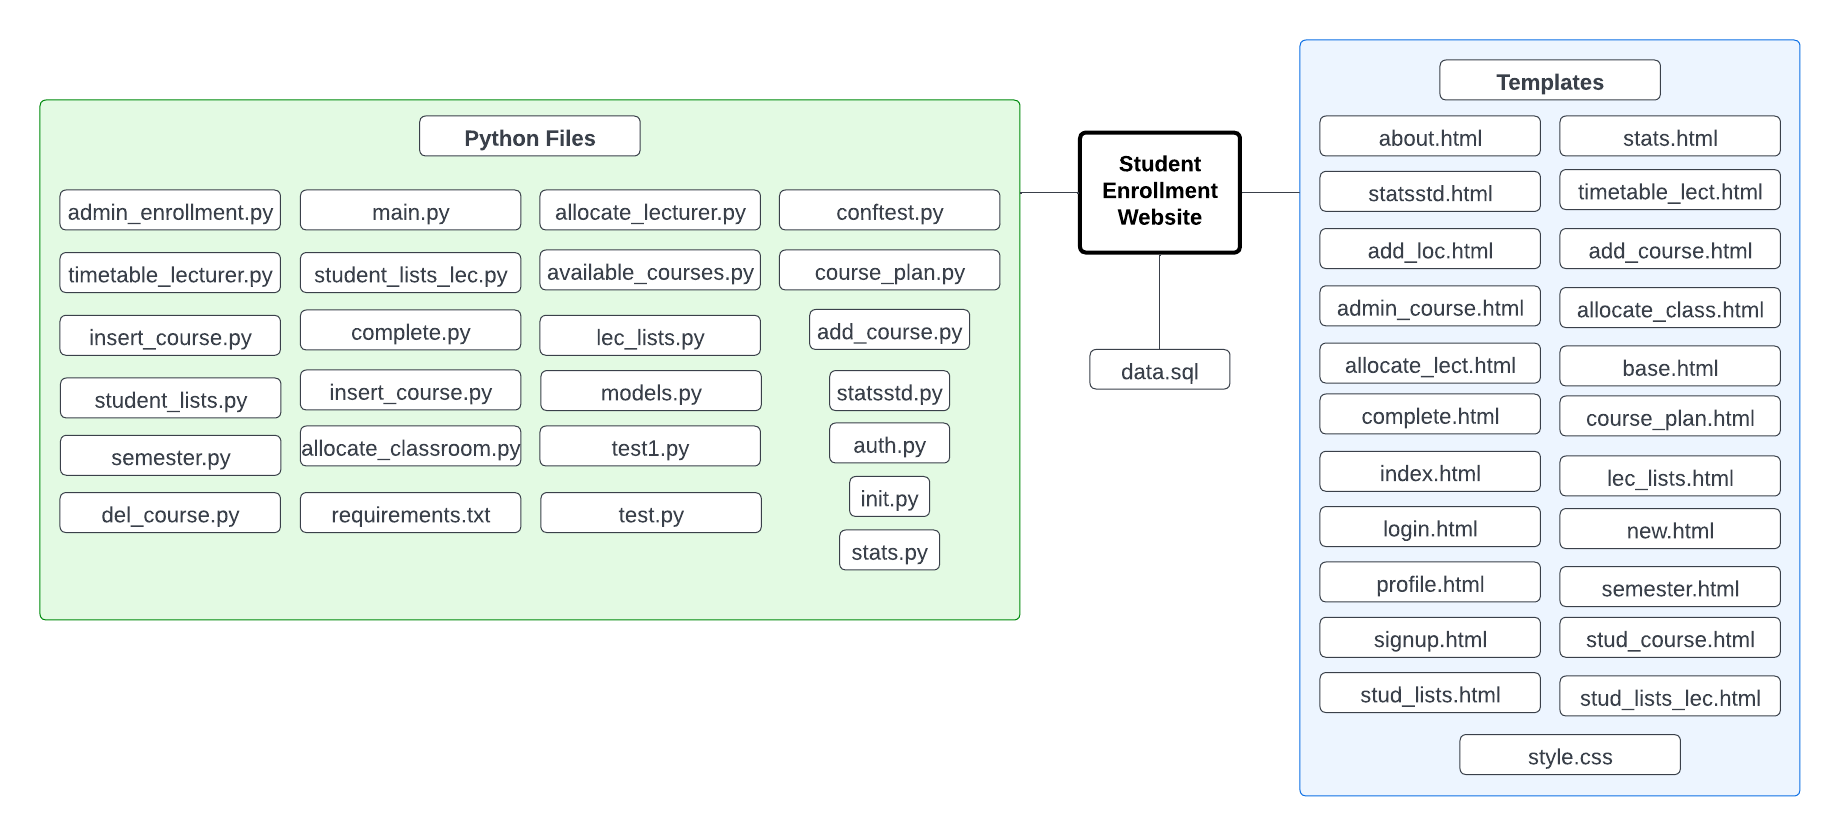 Python Files
admin_enrollment.py
main.py
allocate_lecturer.py
conftest.py
timetable_lecturer.py
student_lists_lec.py
available_courses.py
course_plan.py
insert_course.py
complete.py
lec_lists.py
add_course.py
student_lists.py
insert_course.py
models.py
statsstd.py
semester.py
allocate_classroom.py
test1.py
auth.py
del_course.py
requirements.txt
test.py
init.py
stats.py
Student
Enrollment
Website
data.sql
Templates
about.html
stats.html
statsstd.html
timetable_lect.html
add_loc.html
add_course.html
admin_course.html
allocate_class.html
allocate_lect.html
base.html
complete.html
course_plan.html
index.html
lec_lists.html
login.html
new.html
profile.html
semester.html
signup.html
stud_course.html
stud_lists.html
stud_lists_lec.html
style.css